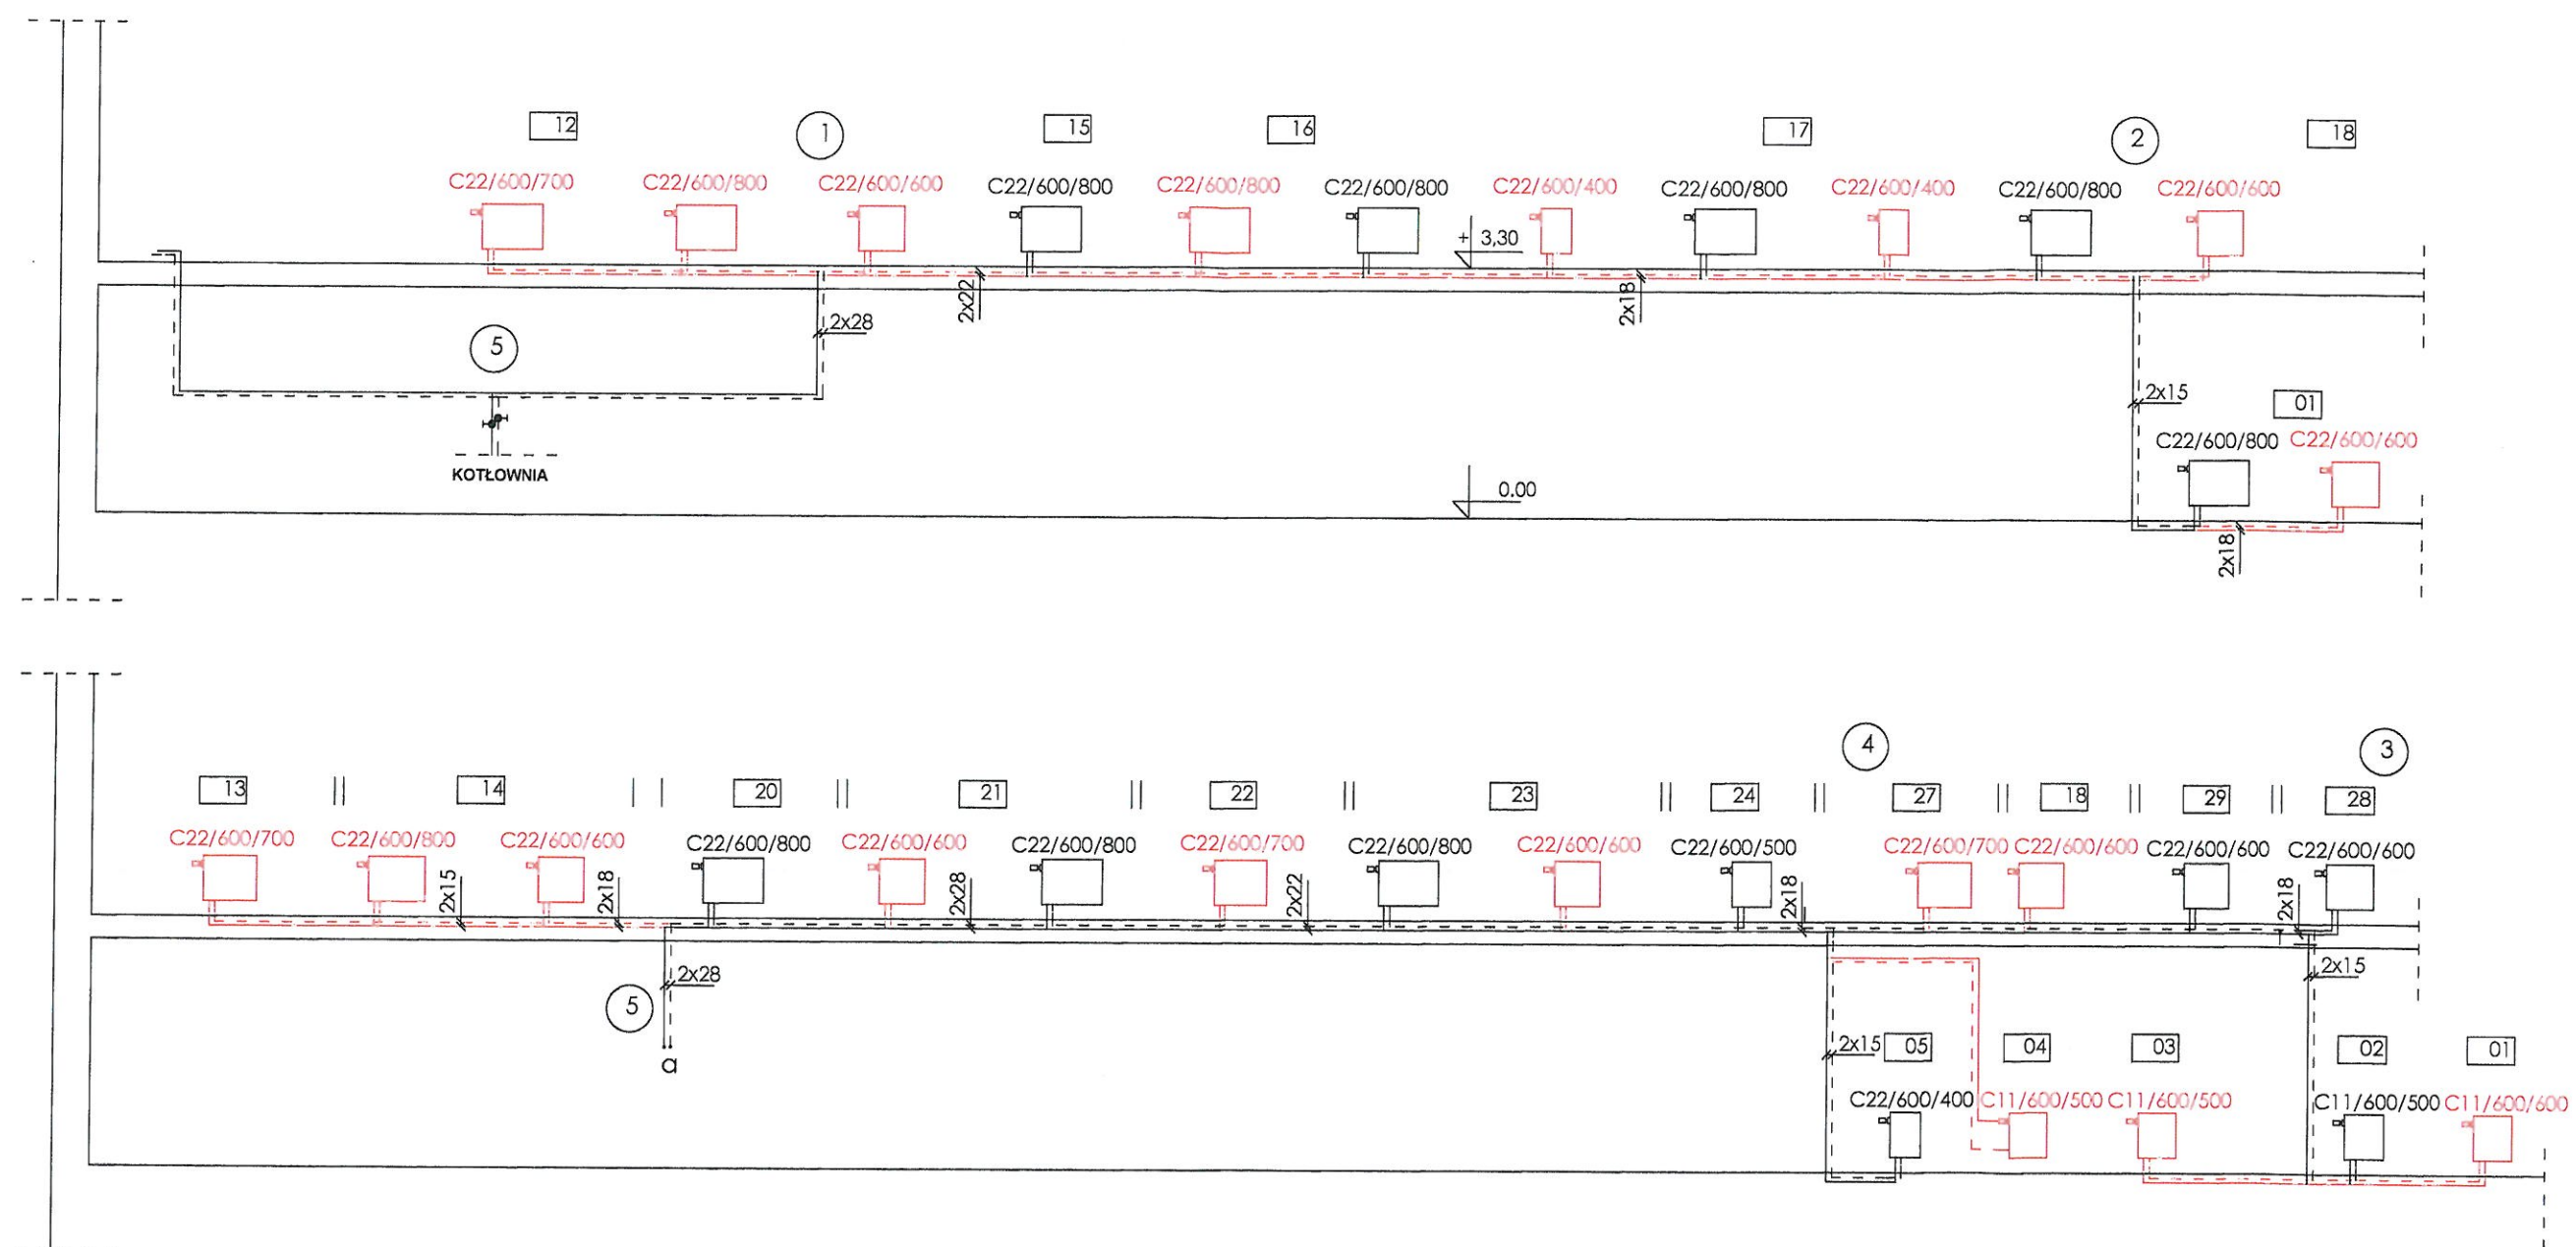 12 1 15 16 17 2 18
C22/600/700 C22/600/800 C22/600/600 C22/600/800 C22/600/800 C22/600/800 C22/600/400 C22/600/800 C22/600/400 C22/600/800 C22/600/600
+ 3,30
2x22 2x18
2x28
5
2x15
01
C22/600/800 C22/600/600
KOTŁOWNIA
0.00
2x18
4 3
13 14 20 21 22 23 24 27 18 29 28
C22/600/700 C22/600/800 C22/600/600 C22/600/800 C22/600/600 C22/600/800 C22/600/700 C22/600/800 C22/600/600 C22/600/500 C22/600/700 C22/600/600 C22/600/600 C22/600/600
2x15 2x18 2x28 2x22 2x18 2x18
2x28 2x15
5
2x15 05 04 03 02 01
a
C22/600/400 C11/600/500 C11/600/500 C11/600/500 C11/600/600